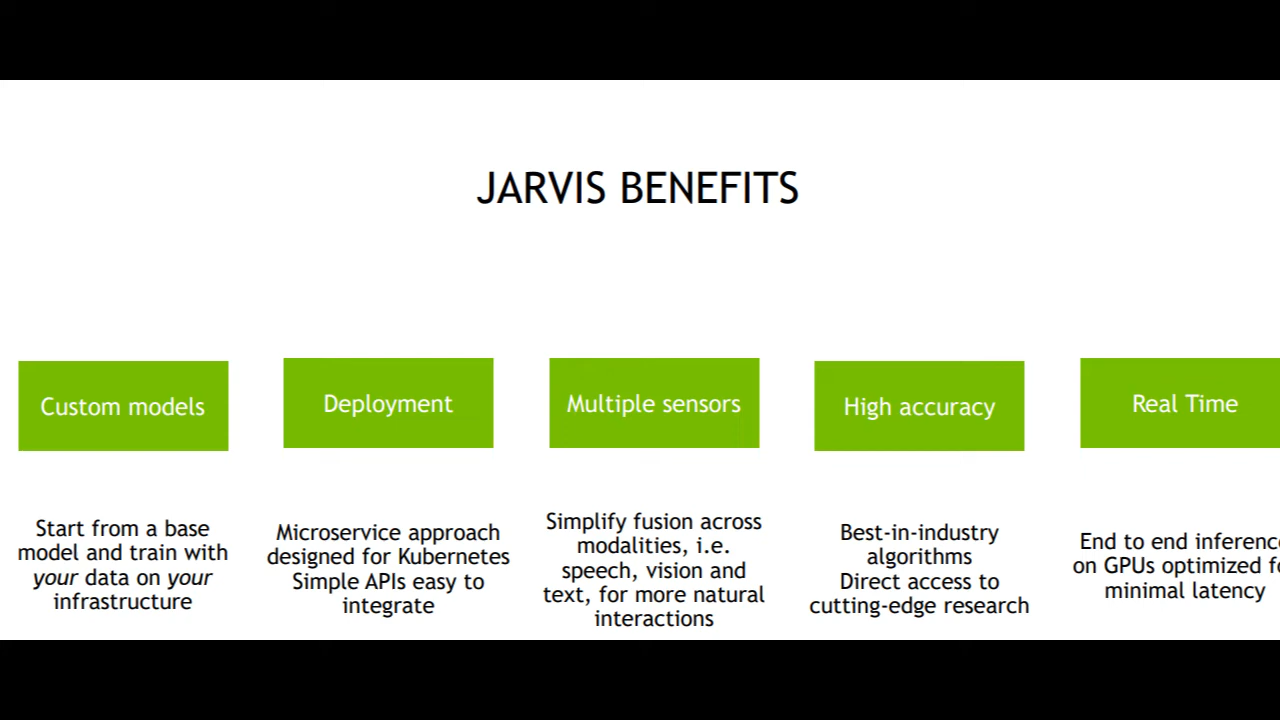 JARVIS BENEFITS
Custom models
Deployment
Multiple sensors
High accuracy
Real Time
Start from a base
model and train with
your data on your
infrastructure
Microservice approach
designed for Kubernetes
Simple APIs easy to
integrate
Simplify fusion across
modalities, i.e.
speech, vision and
text, for more natural
interactions
Best-in-industry
algorithms
Direct access to
cutting-edge research
End to end inference
on GPUs optimized
minimal latency